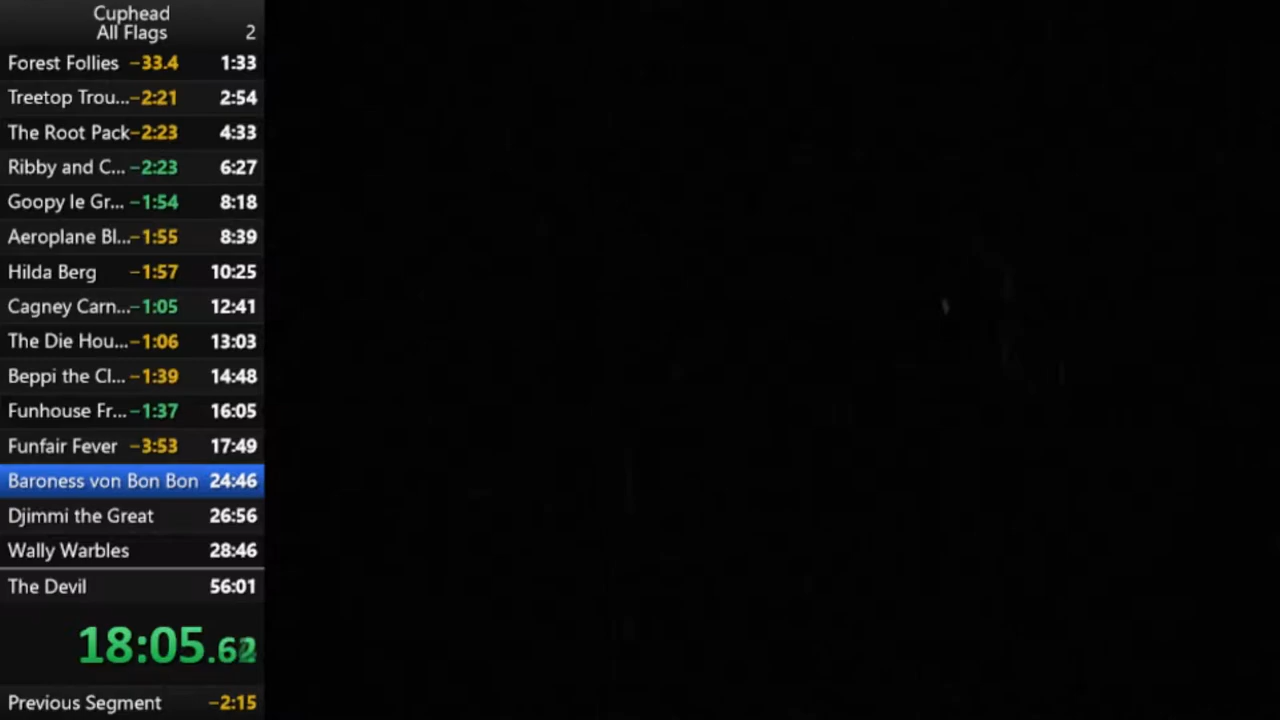 Cuphead
All Flags 2
Forest Follies -33.4 1:33
Treetop Trou... -2:21 2:54
The Root Pack -2:23 4:33
Ribby and C... -2:23 6:27
Goopy le Gr... -1:54 8:18
Aeroplane Bl... -1:55 8:39
Hilda Berg -1:57 10:25
Cagney Carn... -1:05 12:41
The Die Hou... -1:06 13:03
Beppi the Cl... -1:39 14:48
Funhouse Fr... -1:37 16:05
Funfair Fever -3:53 17:49
Baroness von Bon Bon 24:46
Djimmi the Great 26:56
Wally Warbles 28:46
The Devil 56:01
18:05.62
Previous Segment -2:15